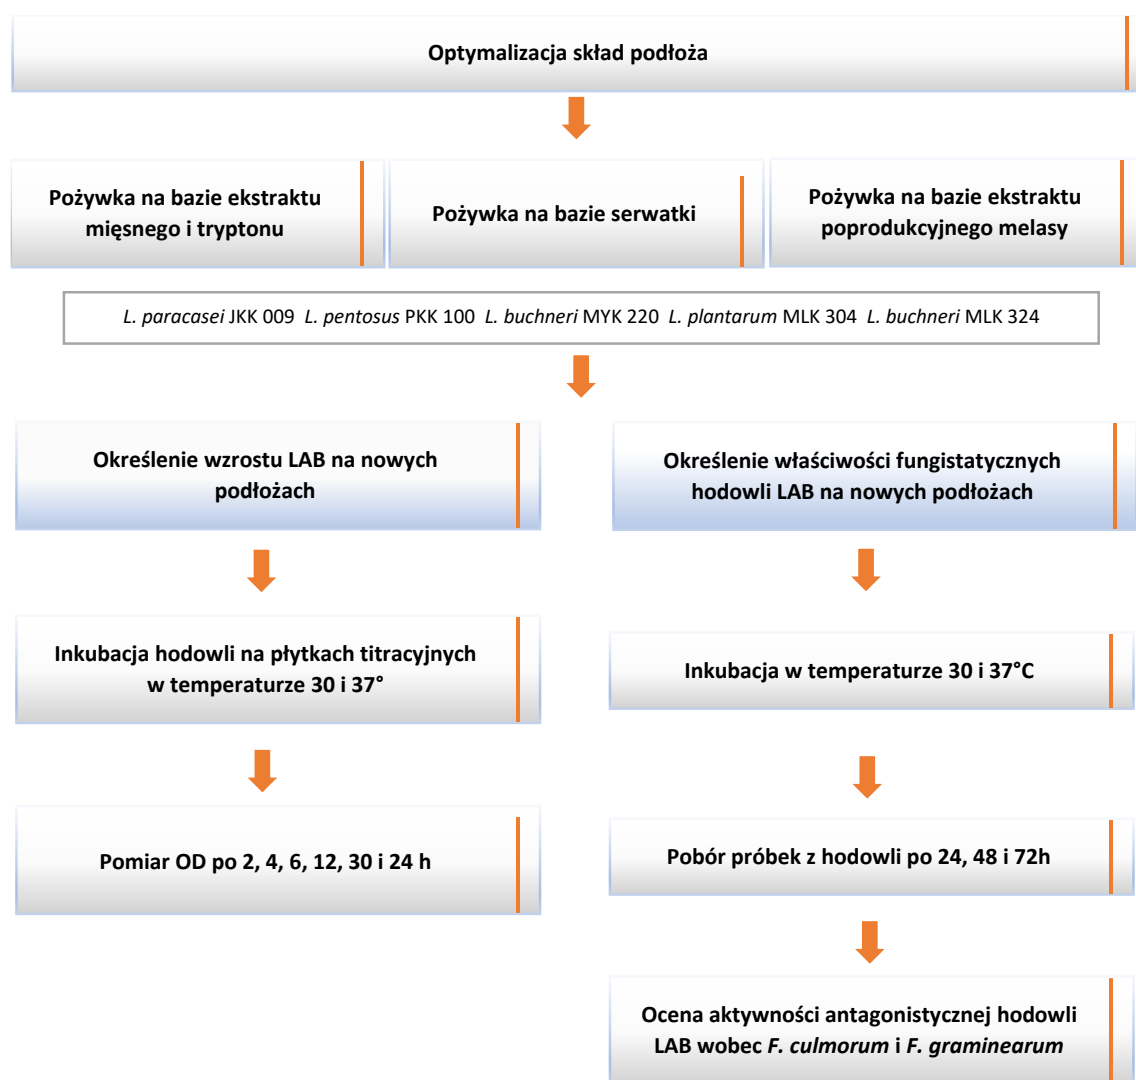 Optymalizacja skład podłoża
Pożywka na bazie ekstraktu
mięsnego i tryptonu
Pożywka na bazie serwatki
Pożywka na bazie ekstraktu
poprodukcyjnego melasy
L. paracasei JKK 009 L. pentosus PKK 100 L. buchneri MYK 220 L. plantarum MLK 304 L. buchneri MLK 324
Określenie wzrostu LAB na nowych
podłożach
Określenie właściwości fungistatycznych
hodowli LAB na nowych podłożach
Inkubacja hodowli na płytkach titracyjnych
w temperaturze 30 i 37°
Inkubacja w temperaturze 30 i 37°C
Pomiar OD po 2, 4, 6, 12, 30 i 24 h
Pobór próbek z hodowli po 24, 48 i 72h
Ocena aktywności antagonistycznej hodowli
LAB wobec F. culmorum i F. graminearum